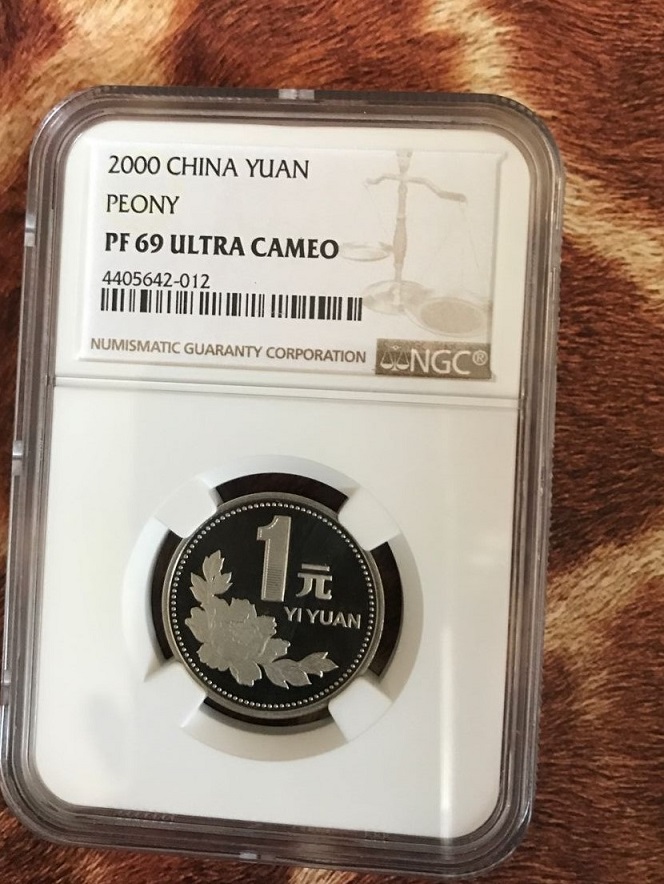 2000 CHINA YUAN
PEONY
PF 69 ULTRA CAMEO
4405642-012
NUMISMATIC GUARANTY CORPORATION
NGC®
1
元
YI YUAN